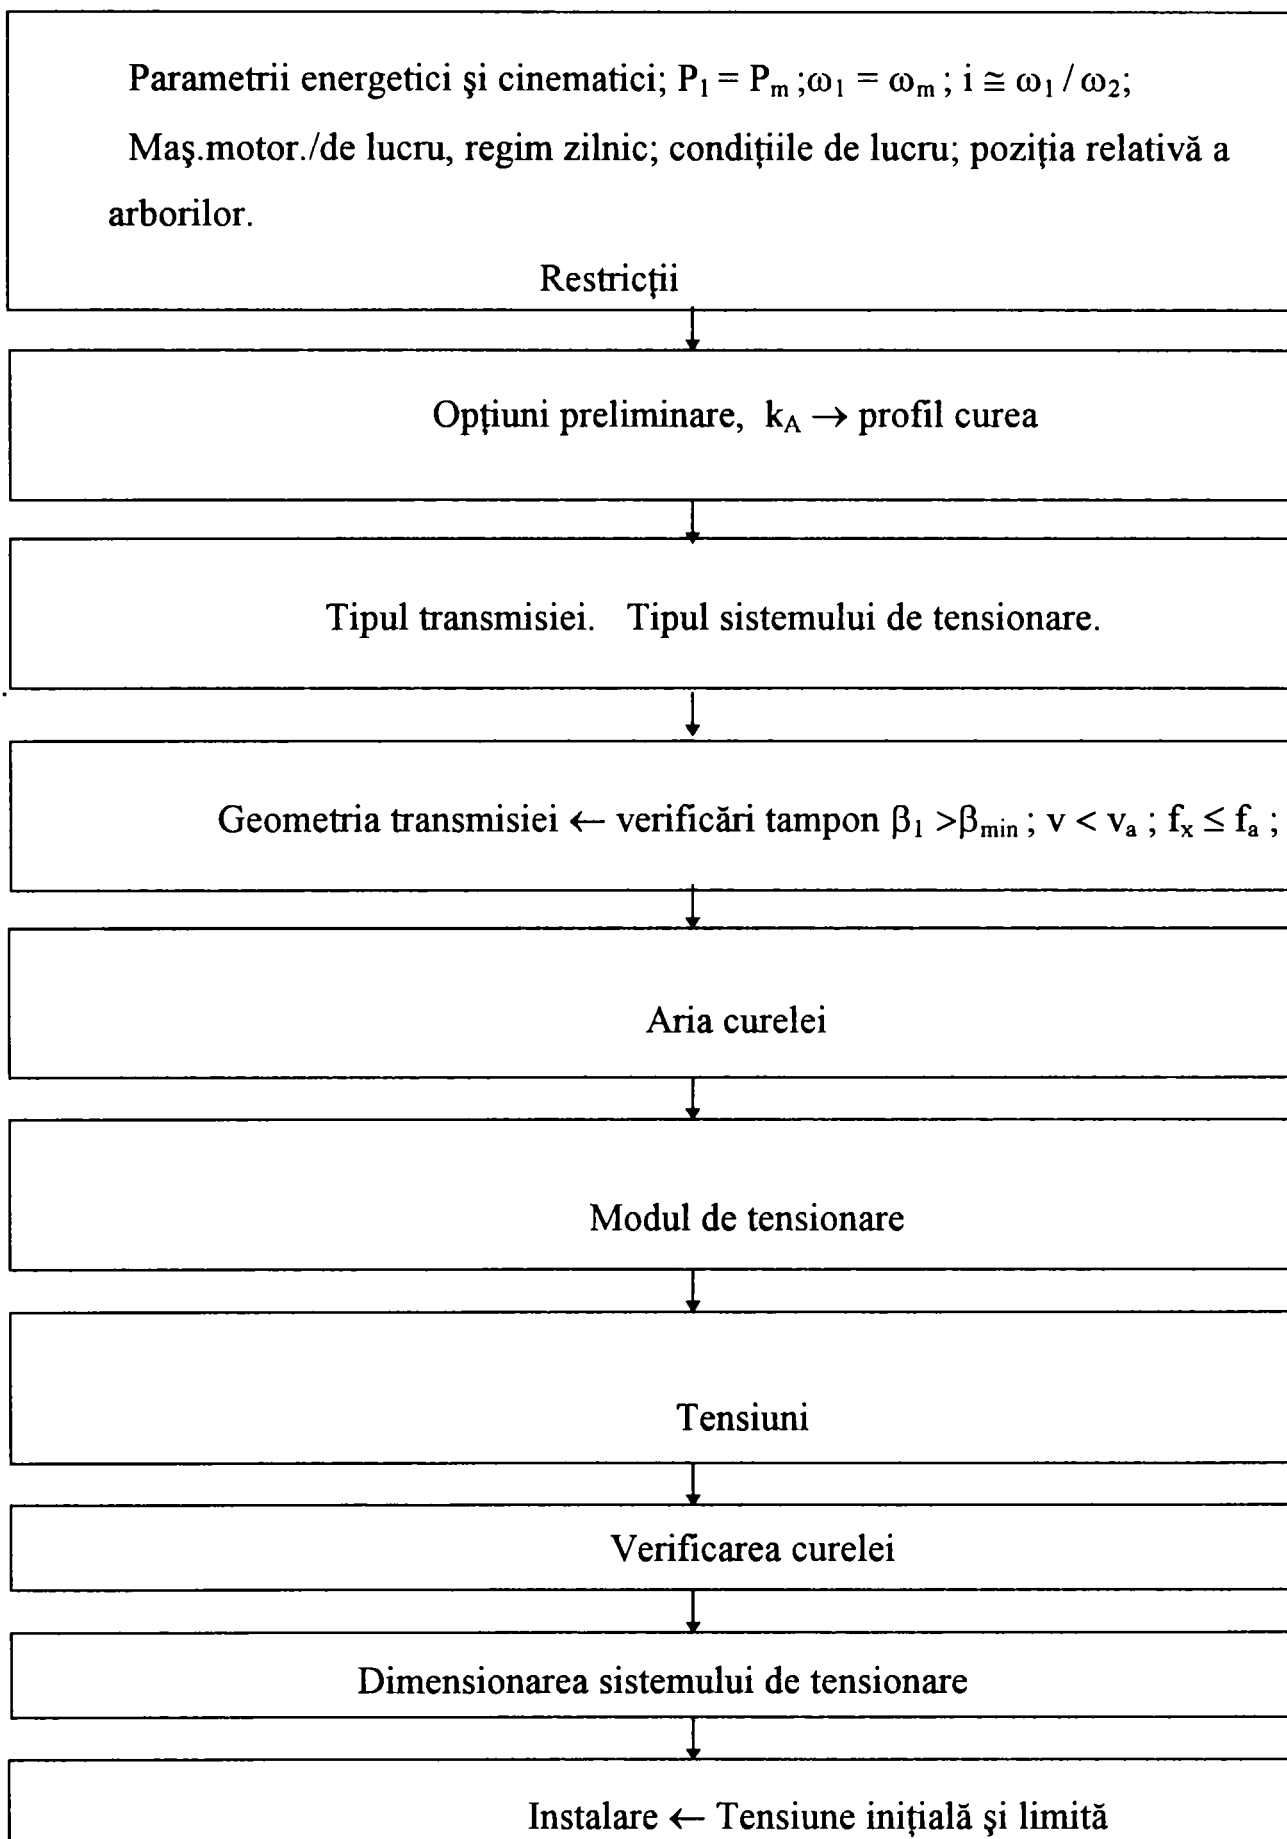 Parametrii energetici şi cinematici; P₁ = Pₘ ;ω₁ = ωₘ ; i ≅ ω₁ / ω₂;
Maş.motor./de lucru, regim zilnic; condiţiile de lucru; poziţia relativă a
arborilor.
Restricţii
Opţiuni preliminare, k_A → profil curea
Tipul transmisiei. Tipul sistemului de tensionare.
Geometria transmisiei ← verificări tampon β₁ >β_min ; v < vₐ ; fₓ ≤ fₐ ;
Aria curelei
Modul de tensionare
Tensiuni
Verificarea curelei
Dimensionarea sistemului de tensionare
Instalare ← Tensiune iniţială şi limită